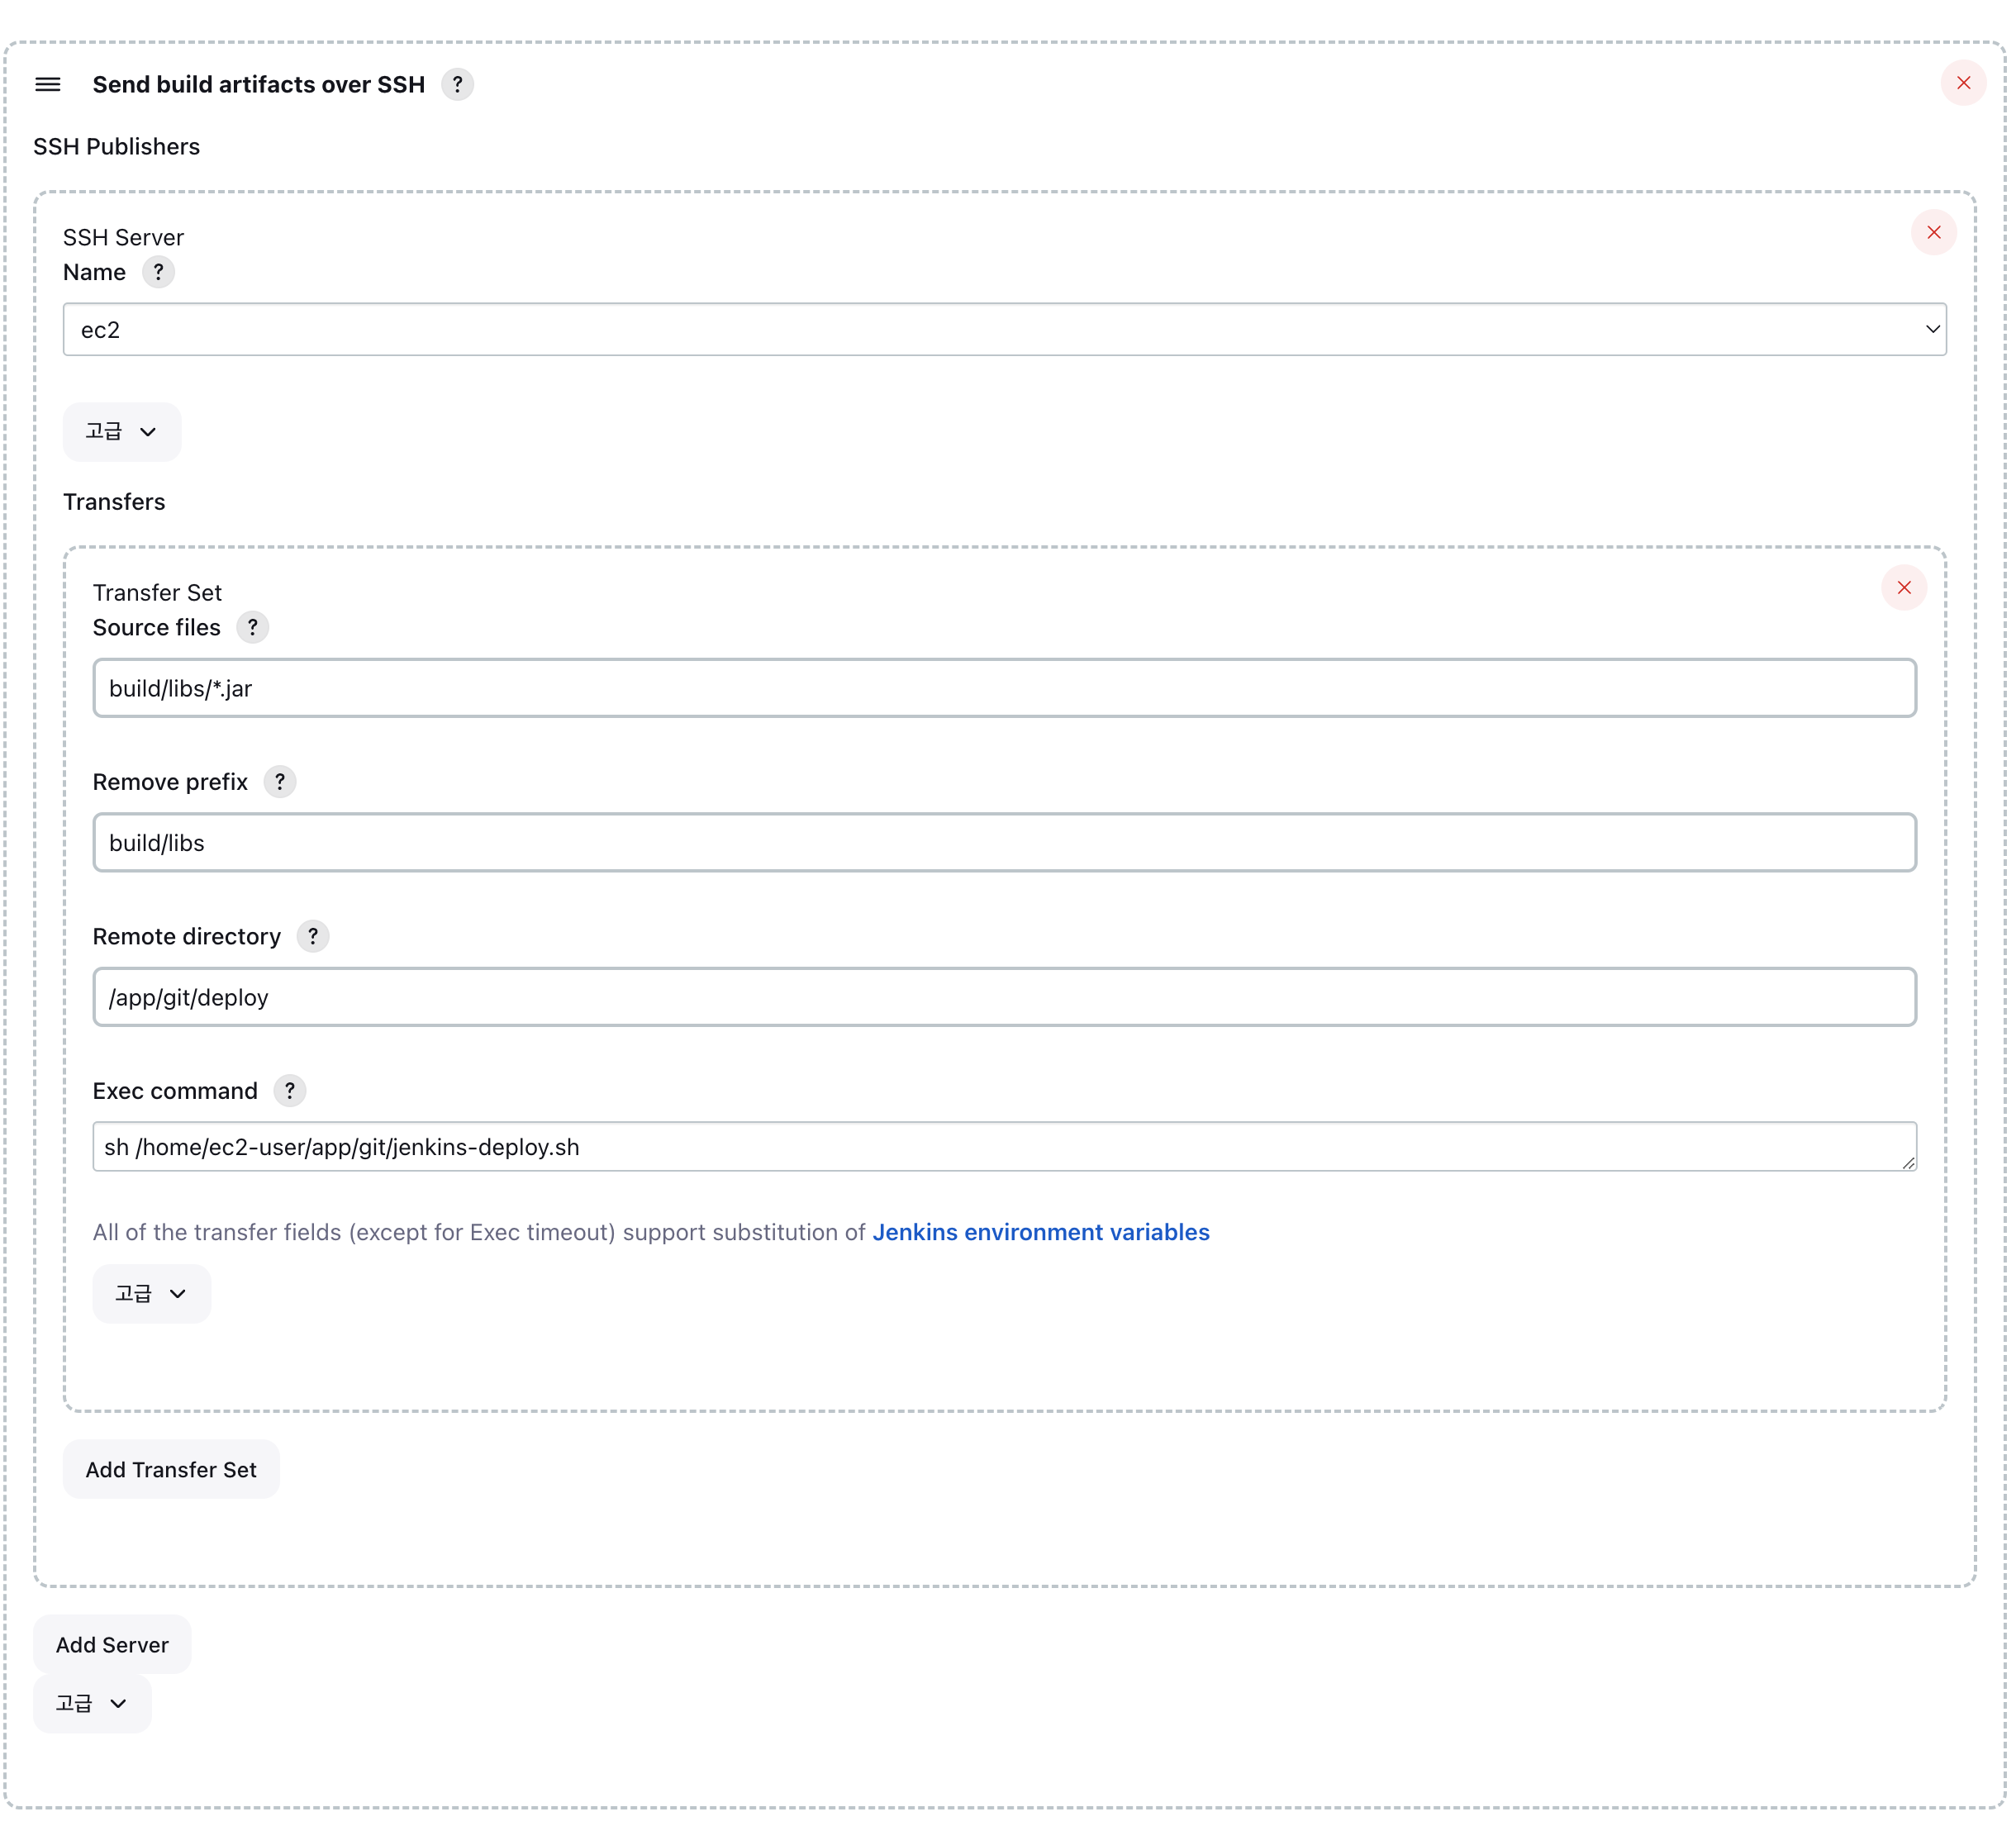 Send build artifacts over SSH ?
SSH Publishers
SSH Server
Name ?
ec2
고급
Transfers
Transfer Set
Source files ?
build/libs/*.jar
Remove prefix ?
build/libs
Remote directory ?
/app/git/deploy
Exec command ?
sh /home/ec2-user/app/git/jenkins-deploy.sh
All of the transfer fields (except for Exec timeout) support substitution of Jenkins environment variables
고급
Add Transfer Set
Add Server
고급